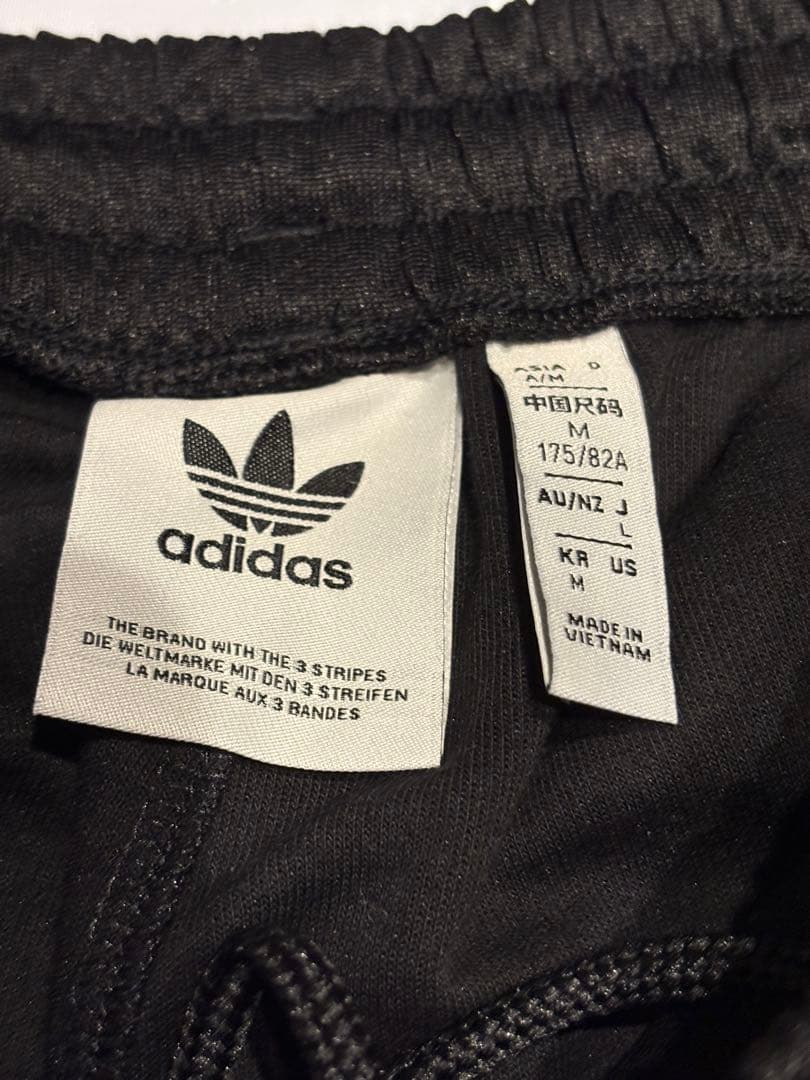 adidas
THE BRAND WITH THE 3 STRIPES
DIE WELTMARKE MIT DEN 3 STREIFEN
LA MARQUE AUX 3 BANDES
ASIA D
A/M
中国尺码
M
175/82A
AU/NZ J
L
KR US
M
MADE IN
VIETNAM